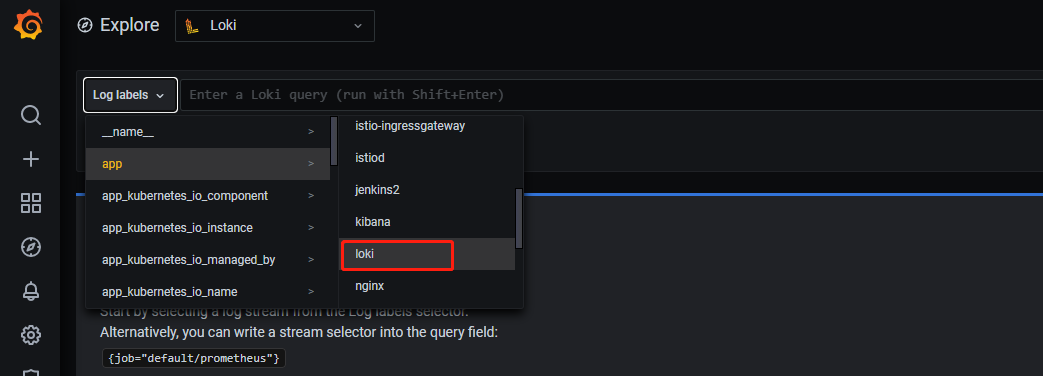 Explore
Loki
Log labels
Enter a Loki query (run with Shift+Enter)
__name__ >
app >
app_kubernetes_io_component >
app_kubernetes_io_instance >
app_kubernetes_io_managed_by >
app_kubernetes_io_name >
istio-ingressgateway
istiod
jenkins2
kibana
loki
nginx
Start by selecting a log stream from the Log labels selector.
Alternatively, you can write a stream selector into the query field:
{job="default/prometheus"}